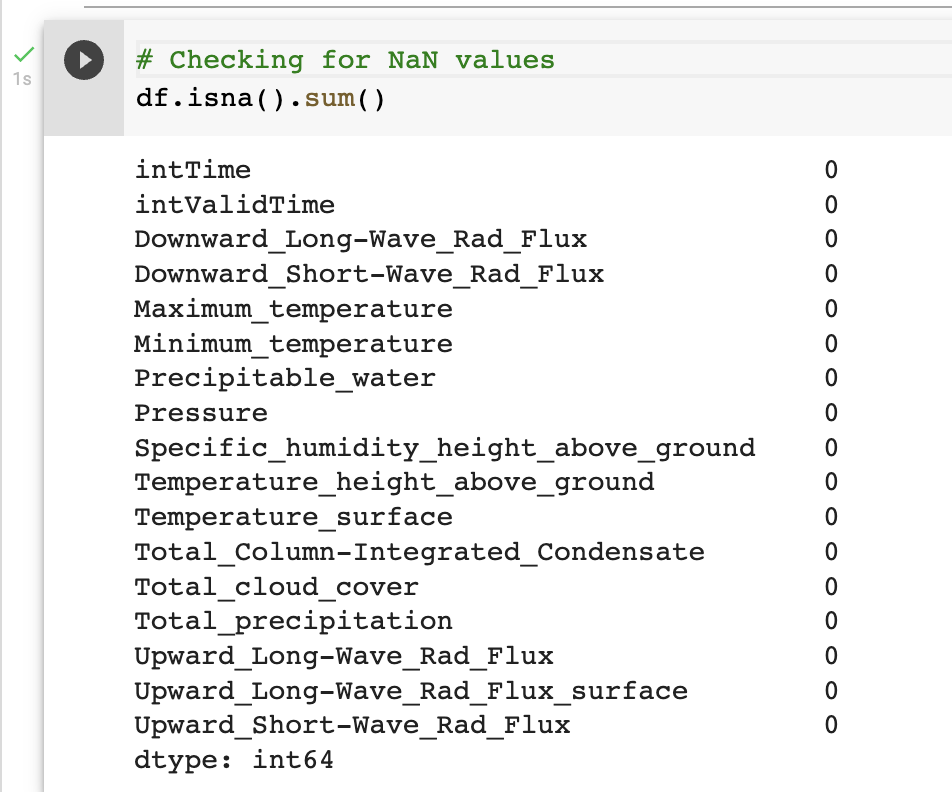 # Checking for NaN values
1s
df.isna().sum()
intTime 0
intValidTime 0
Downward_Long-Wave_Rad_Flux 0
Downward_Short-Wave_Rad_Flux 0
Maximum_temperature 0
Minimum_temperature 0
Precipitable_water 0
Pressure 0
Specific_humidity_height_above_ground 0
Temperature_height_above_ground 0
Temperature_surface 0
Total_Column-Integrated_Condensate 0
Total_cloud_cover 0
Total_precipitation 0
Upward_Long-Wave_Rad_Flux 0
Upward_Long-Wave_Rad_Flux_surface 0
Upward_Short-Wave_Rad_Flux 0
dtype: int64